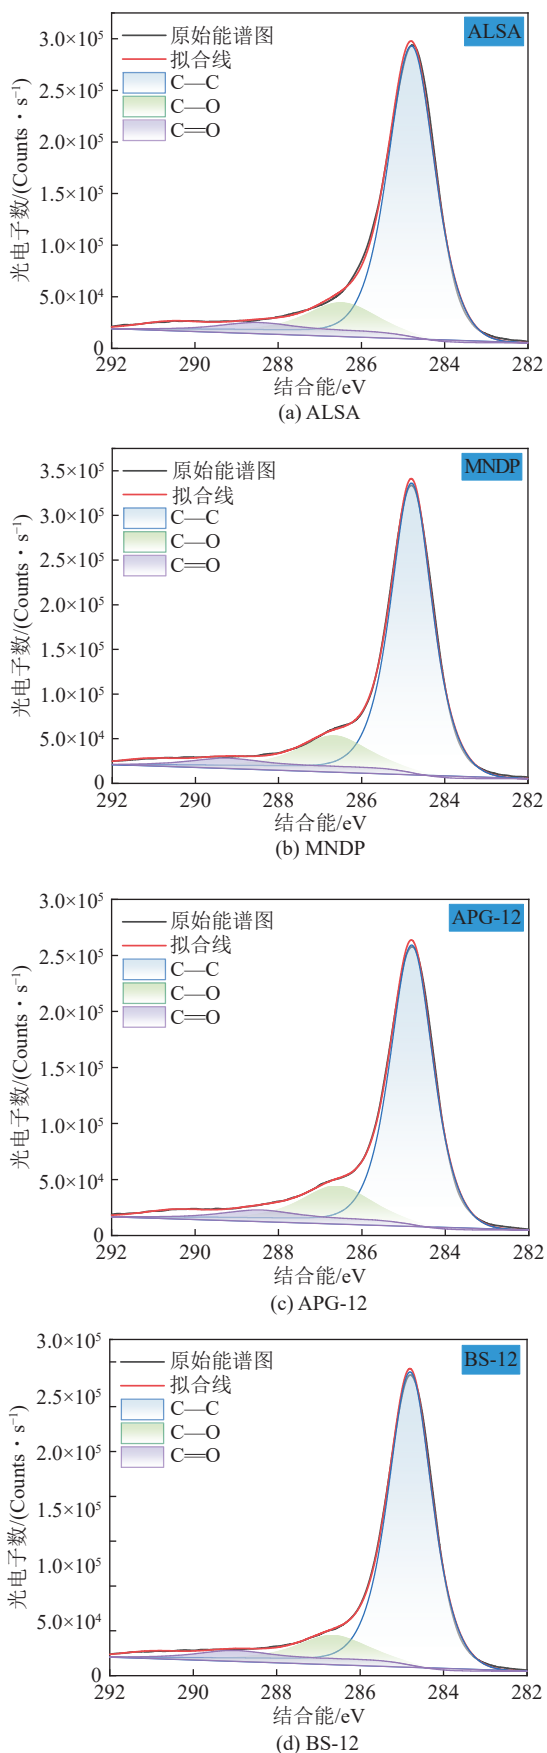 3.0×10⁵
原始能谱图
ALSA
拟合线
2.5×10⁵
C—C
C—O
2.0×10⁵
C=O
1.5×10⁵
1.0×10⁵
5.0×10⁴
0
光电子数/(Counts·s⁻¹)
292 290 288 286 284 282
结合能/eV
(a) ALSA
3.5×10⁵
原始能谱图
MNDP
拟合线
3.0×10⁵
C—C
C—O
2.5×10⁵
C=O
2.0×10⁵
1.5×10⁵
1.0×10⁵
5.0×10⁴
0
光电子数/(Counts·s⁻¹)
292 290 288 286 284 282
结合能/eV
(b) MNDP
3.0×10⁵
原始能谱图
APG-12
拟合线
2.5×10⁵
C—C
C—O
2.0×10⁵
C=O
1.5×10⁵
1.0×10⁵
5.0×10⁴
0
光电子数/(Counts·s⁻¹)
292 290 288 286 284 282
结合能/eV
(c) APG-12
3.0×10⁵
原始能谱图
BS-12
拟合线
2.5×10⁵
C—C
C—O
2.0×10⁵
C=O
1.5×10⁵
1.0×10⁵
5.0×10⁴
0
光电子数/(Counts·s⁻¹)
292 290 288 286 284 282
结合能/eV
(d) BS-12